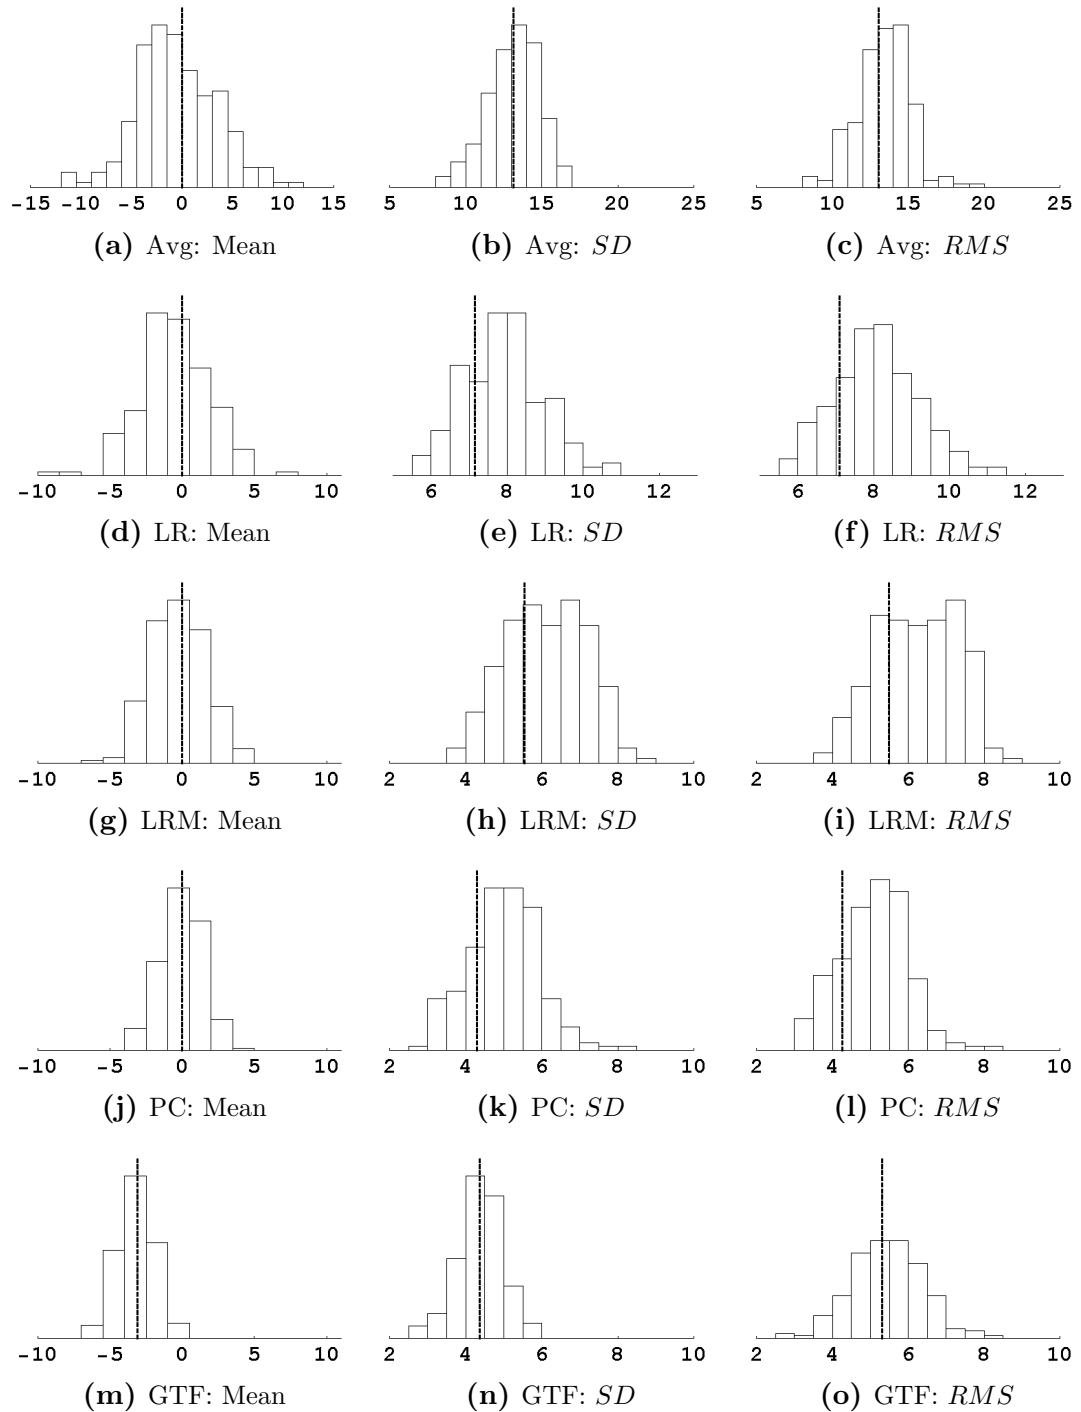 -15 -10 -5 0 5 10 15 5 10 15 20 25 5 10 15 20 25
(a) Avg: Mean (b) Avg: SD (c) Avg: RMS
-10 -5 0 5 10 6 8 10 12 6 8 10 12
(d) LR: Mean (e) LR: SD (f) LR: RMS
-10 -5 0 5 10 2 4 6 8 10 2 4 6 8 10
(g) LRM: Mean (h) LRM: SD (i) LRM: RMS
-10 -5 0 5 10 2 4 6 8 10 2 4 6 8 10
(j) PC: Mean (k) PC: SD (l) PC: RMS
-10 -5 0 5 10 2 4 6 8 10 2 4 6 8 10
(m) GTF: Mean (n) GTF: SD (o) GTF: RMS